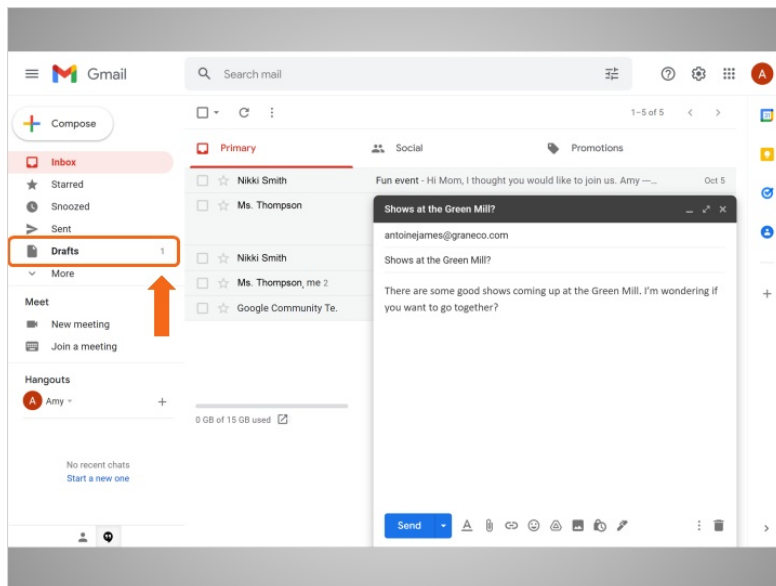 Gmail
Search mail
A
Compose
1–5 of 5
31
Primary
Social
Promotions
Inbox
Starred
Snoozed
Sent
Drafts 1
More
Nikki Smith Fun event - Hi Mom, I thought you would like to join us. Amy —... Oct 5
Ms. Thompson
Nikki Smith
Ms. Thompson, me 2
Google Community Te.
Shows at the Green Mill?
antoinejames@graneco.com
Shows at the Green Mill?
There are some good shows coming up at the Green Mill. I'm wondering if
you want to go together?
Meet
New meeting
Join a meeting
Hangouts
A Amy
0 GB of 15 GB used
No recent chats
Start a new one
Send